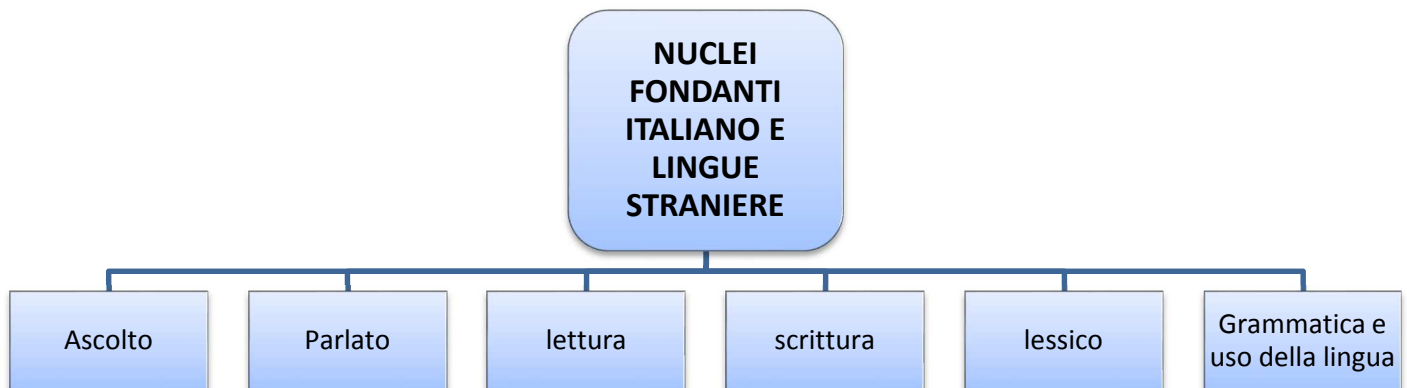 NUCLEI
FONDANTI
ITALIANO E
LINGUE
STRANIERE
Ascolto
Parlato
lettura
scrittura
lessico
Grammatica e
uso della lingua